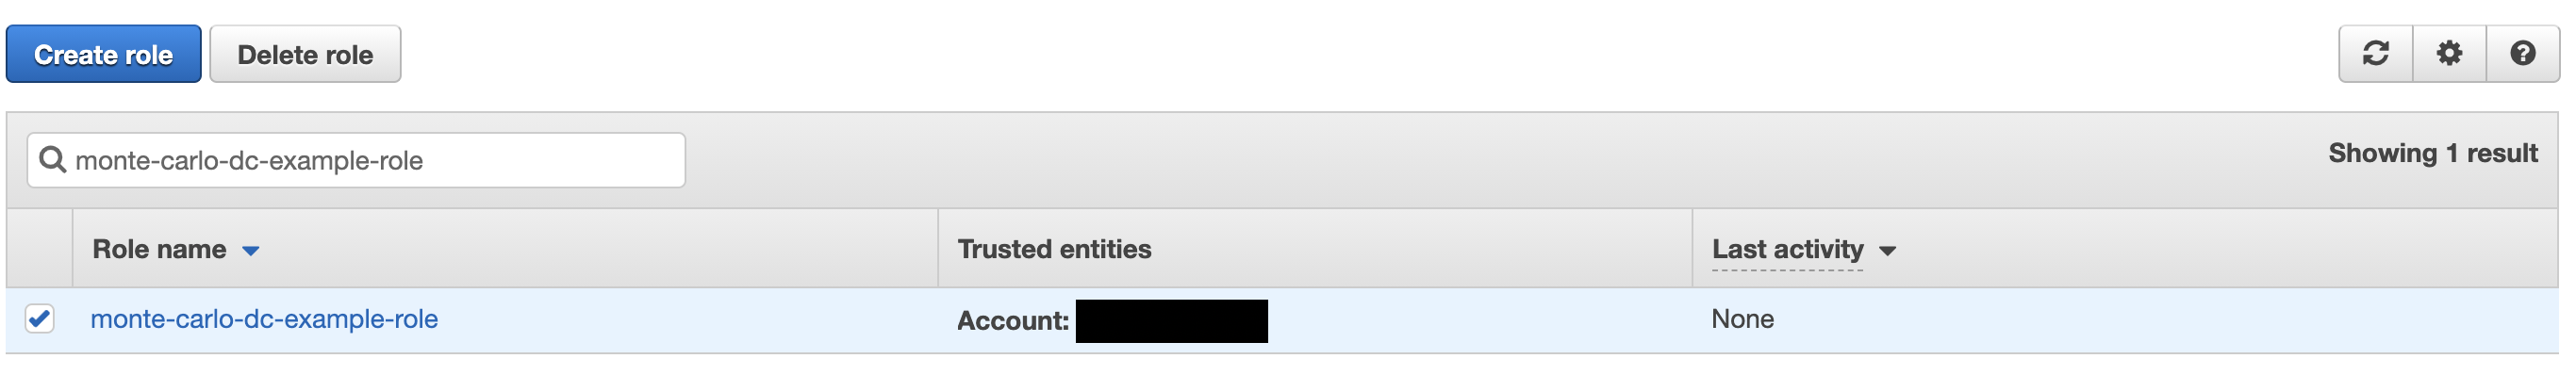 Create role Delete role
monte-carlo-dc-example-role
Showing 1 result
Role name Trusted entities Last activity
monte-carlo-dc-example-role Account: None